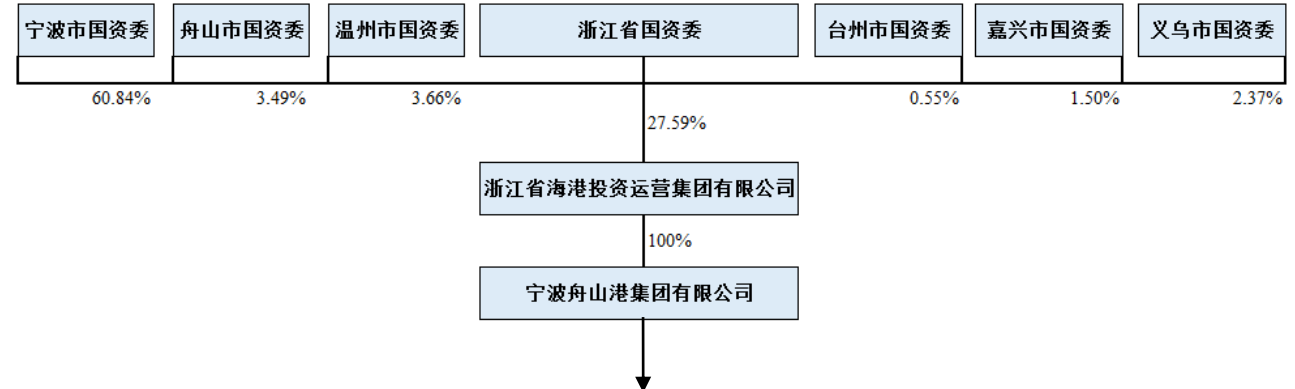 宁波市国资委 舟山市国资委 温州市国资委 浙江省国资委 台州市国资委 嘉兴市国资委 义乌市国资委
60.84% 3.49% 3.66% 0.55% 1.50% 2.37%
27.59%
浙江省海港投资运营集团有限公司
100%
宁波舟山港集团有限公司